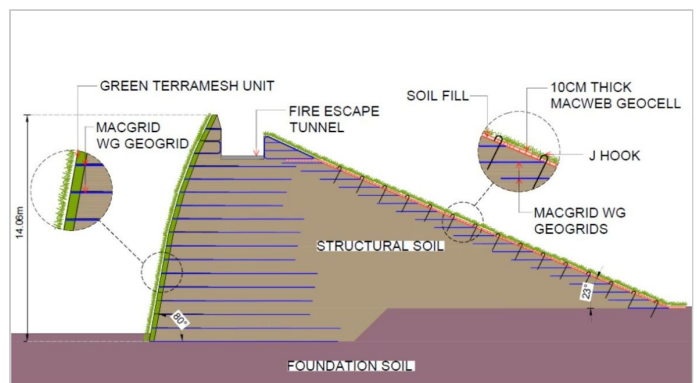 GREEN TERRAMESH UNIT
MACGRID
WG GEOGRID
FIRE ESCAPE
TUNNEL
SOIL FILL
10CM THICK
MACWEB GEOCELL
J HOOK
MACGRID WG
GEOGRIDS
14.06m
STRUCTURAL SOIL
80°
23°
FOUNDATION SOIL